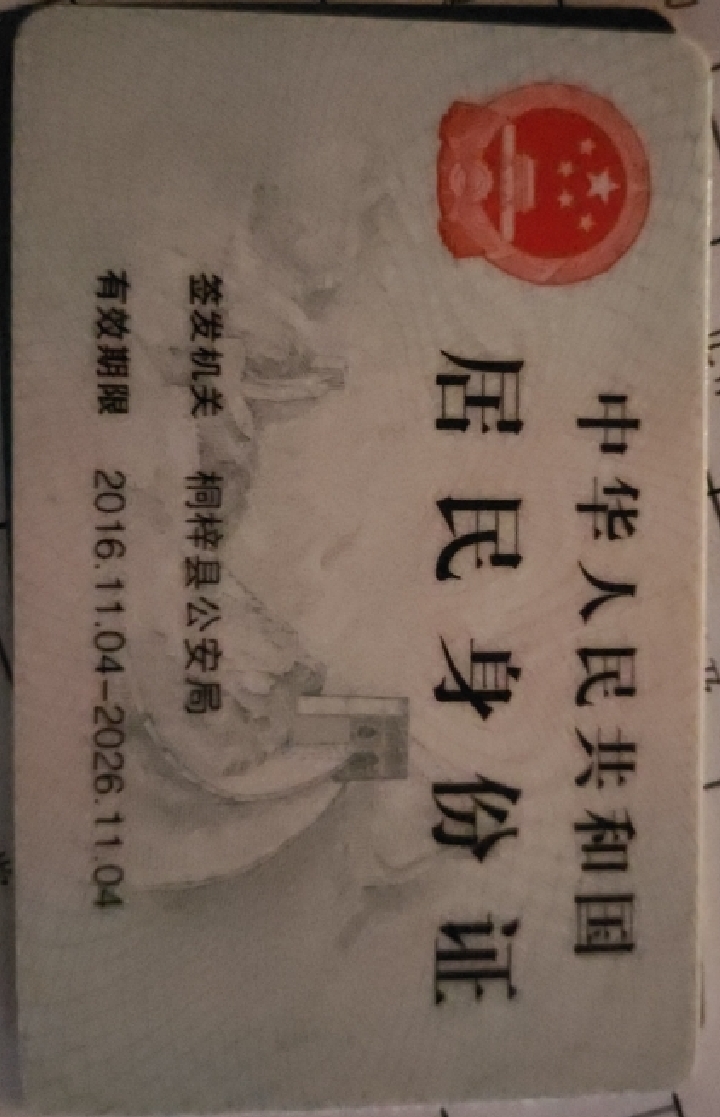 中华人民共和国
居民身份证
签发机关 桐梓县公安局
有效期限 2016.11.04-2026.11.04